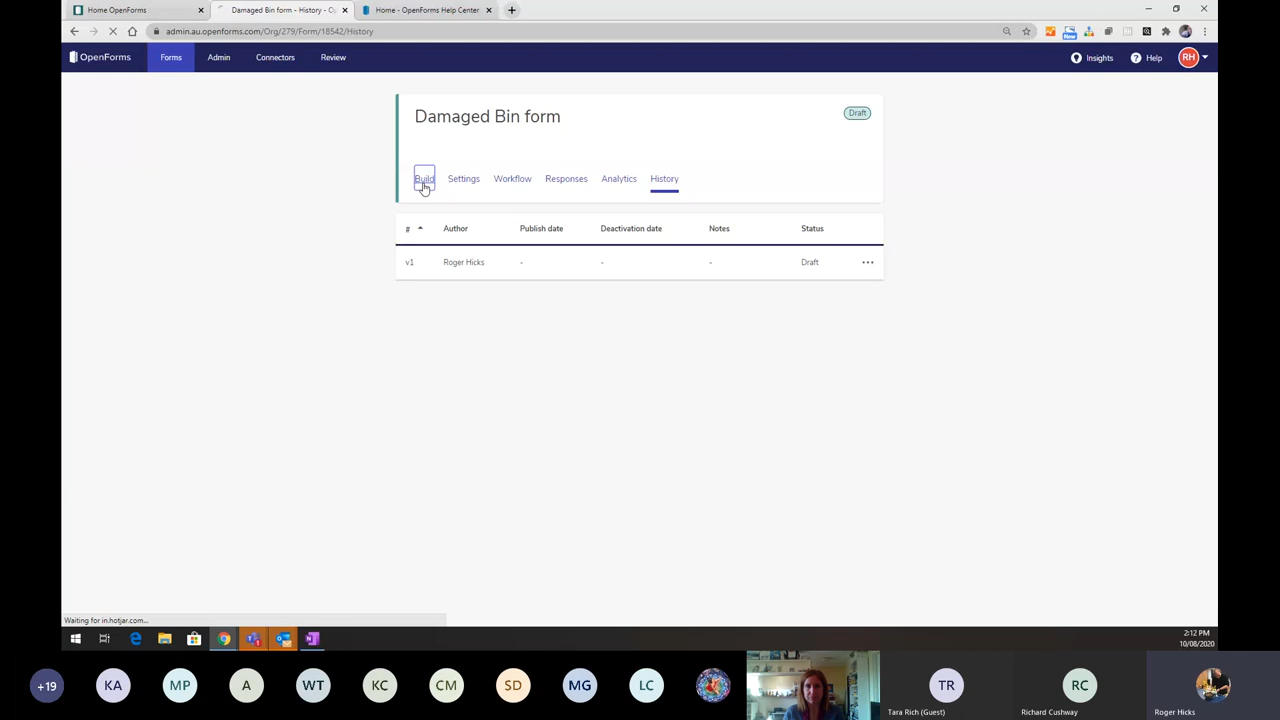 Home OpenForms
Damaged Bin form - History - O
Home - OpenForms Help Center
admin.au.openforms.com/Org/279/Form/18542/History
New
OpenForms
Forms
Admin
Connectors
Review
Insights
Help
RH
Damaged Bin form
Draft
Build
Settings
Workflow
Responses
Analytics
History
#
Author
Publish date
Deactivation date
Notes
Status
v1
Roger Hicks
-
-
-
Draft
Waiting for in.hotjar.com...
2:12 PM
10/08/2020
+19
KA
MP
A
WT
KC
CM
SD
MG
LC
TR
RC
Tara Rich (Guest)
Richard Cushway
Roger Hicks